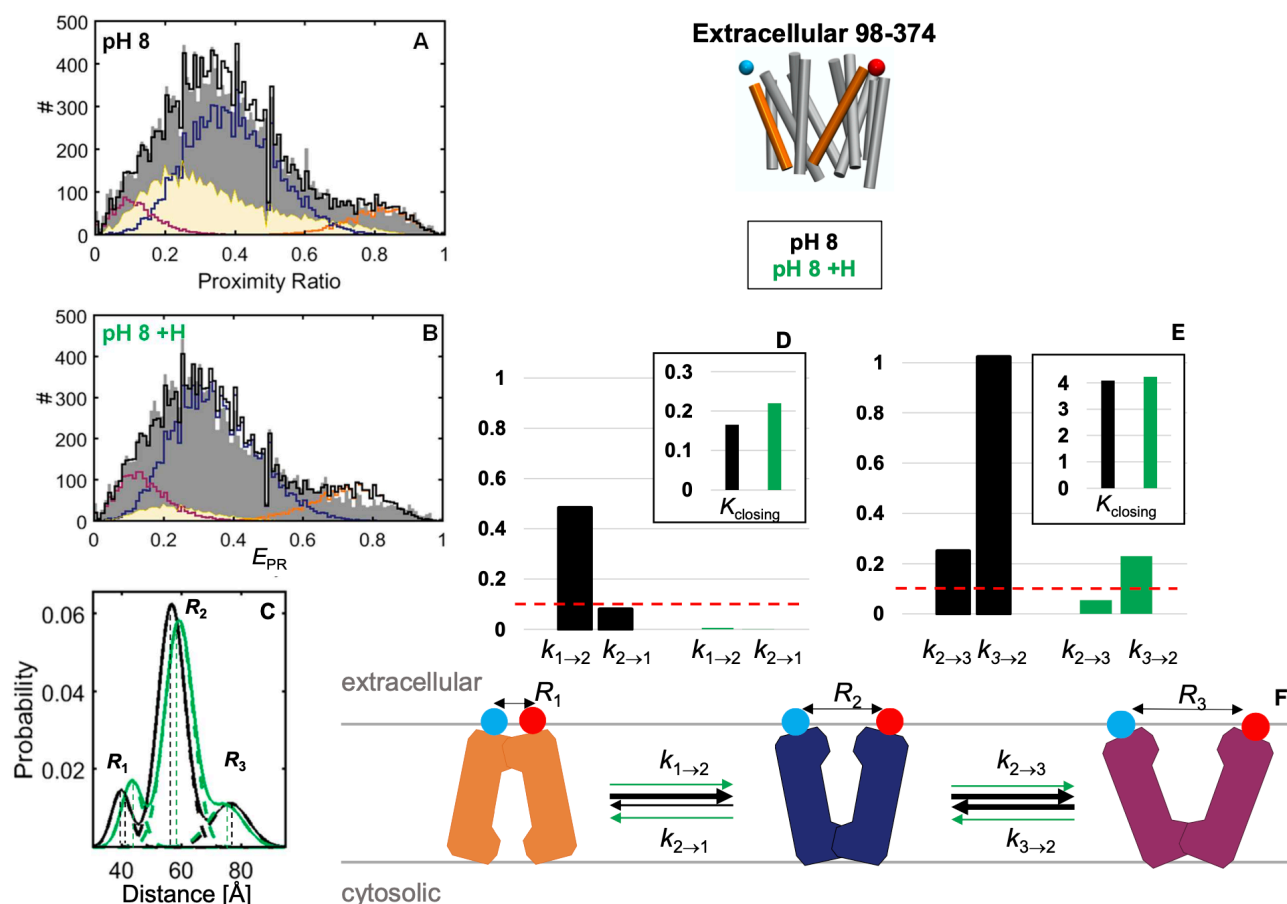 A
pH 8
500
400
300
200
100
0
#
0 0.2 0.4 0.6 0.8 1
Proximity Ratio
Extracellular 98-374
pH 8
pH 8 +H
B
pH 8 +H
500
400
300
200
100
0
#
0 0.2 0.4 0.6 0.8 1
E_PR
C
R₁
R₂
R₃
0.06
0.04
0.02
Probability
40 60 80
Distance [Å]
D
1
0.8
0.6
0.4
0.2
0
k₁→₂ k₂→₁ k₁→₂ k₂→₁
0.3
0.2
0.1
0
K_closing
E
1
0.8
0.6
0.4
0.2
0
k₂→₃ k₃→₂ k₂→₃ k₃→₂
4
3
2
1
0
K_closing
F
extracellular
R₁
R₂
R₃
k₁→₂
k₂→₁
k₂→₃
k₃→₂
cytosolic